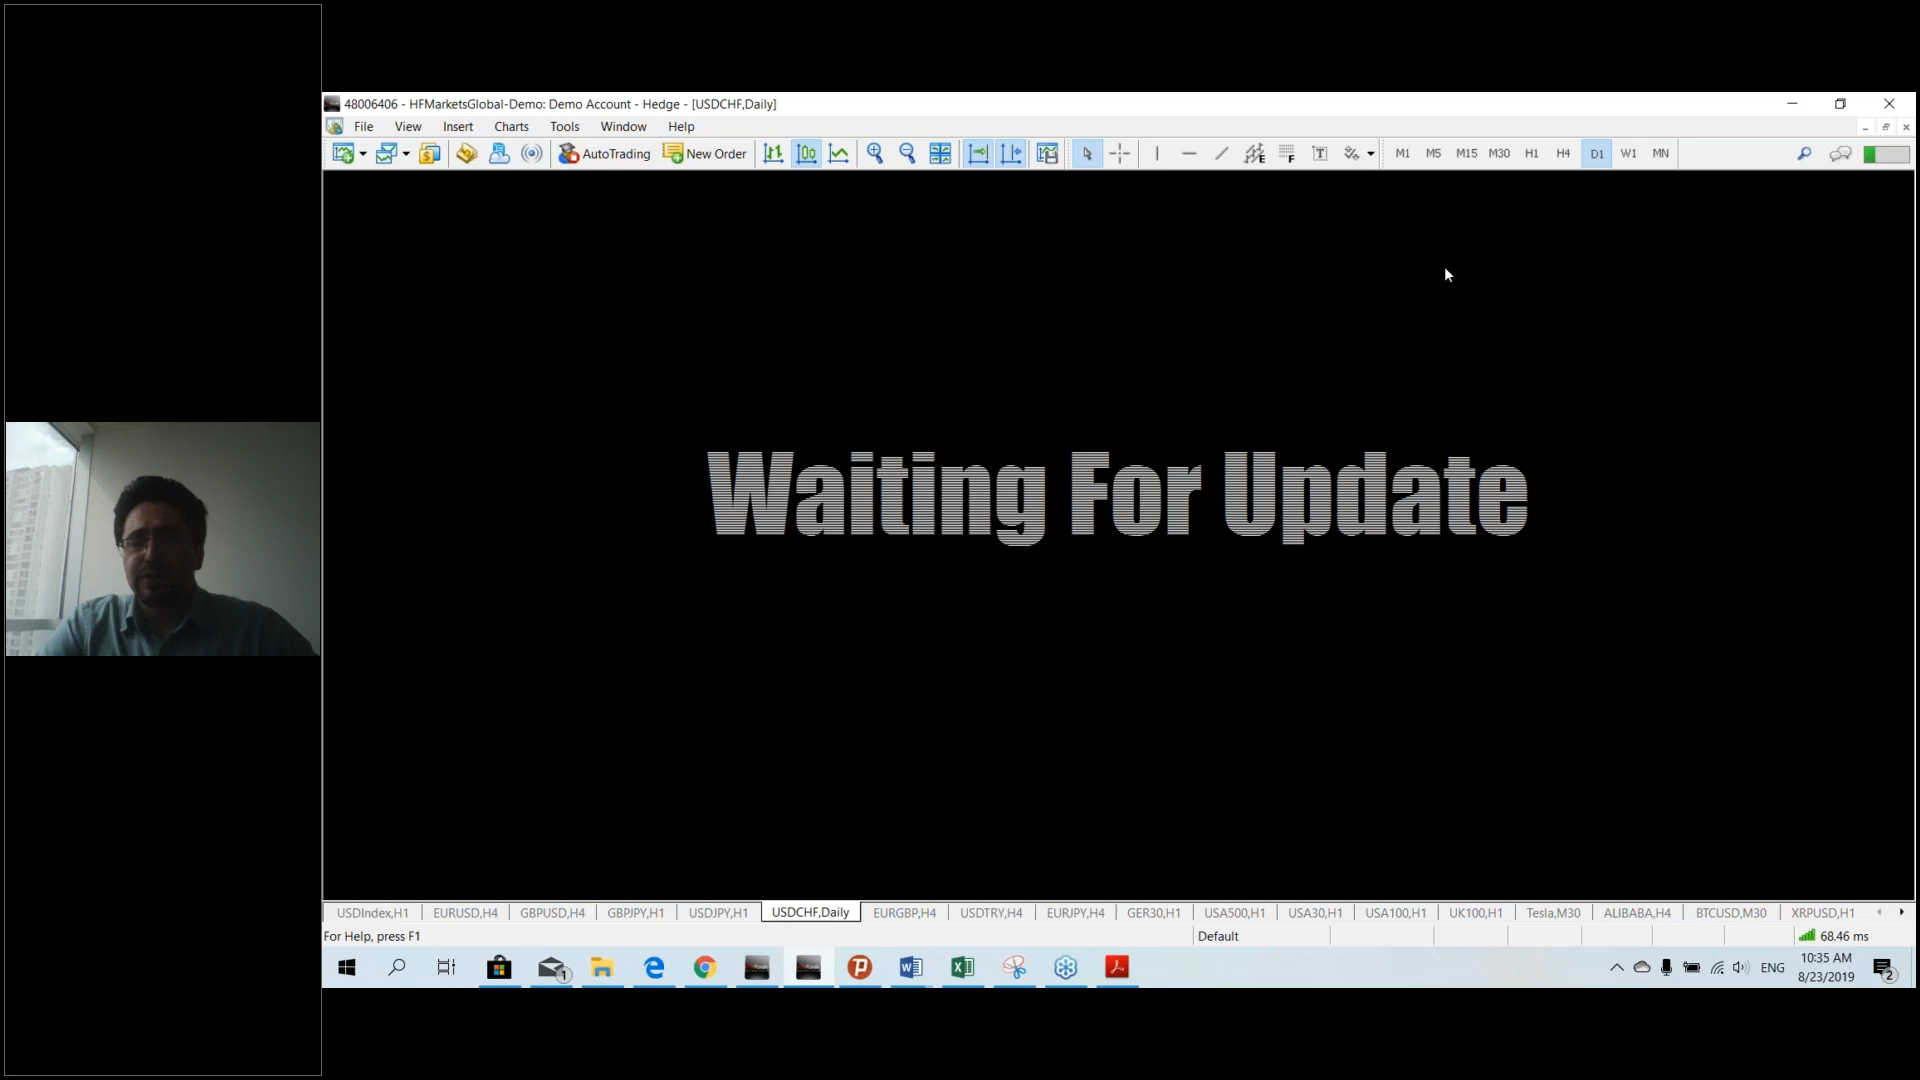 48006406 - HFMarketsGlobal-Demo: Demo Account - Hedge - [USDCHF,Daily]
File View Insert Charts Tools Window Help
AutoTrading New Order M1 M5 M15 M30 H1 H4 D1 W1 MN
Waiting For Update
USDIndex,H1 EURUSD,H4 GBPUSD,H4 GBPJPY,H1 USDJPY,H1 USDCHF,Daily EURGBP,H4 USDTRY,H4 EURJPY,H4 GER30,H1 USA500,H1 USA30,H1 USA100,H1 UK100,H1 Tesla,M30 ALIBABA,H4 BTCUSD,M30 XRPUSD,H1
For Help, press F1 Default 68.46 ms
1 ENG 10:35 AM 2
8/23/2019